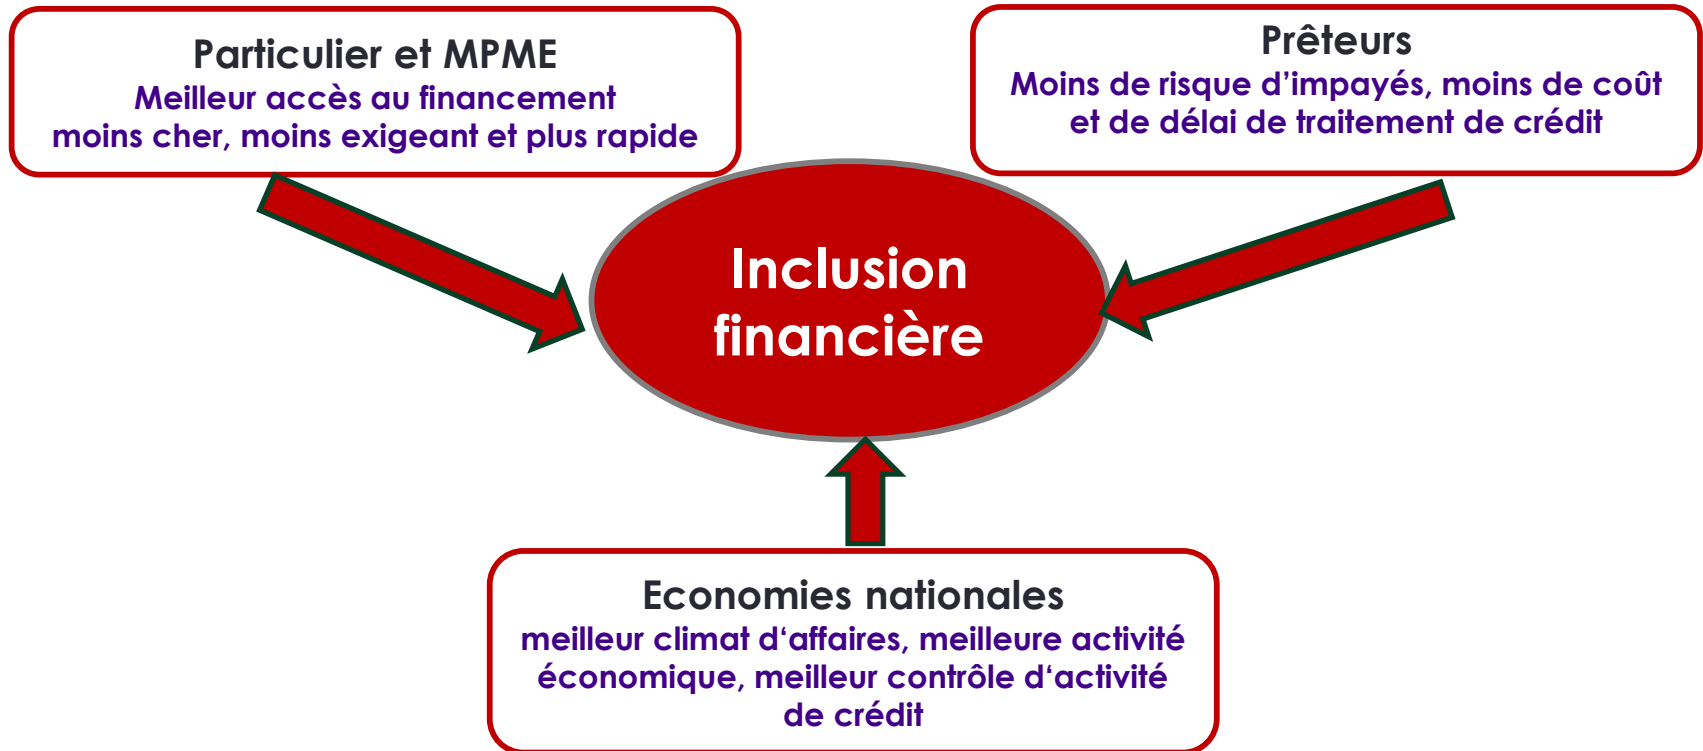 Particulier et MPME
Meilleur accès au financement
moins cher, moins exigeant et plus rapide
Prêteurs
Moins de risque d’impayés, moins de coût
et de délai de traitement de crédit
Inclusion
financière
Economies nationales
meilleur climat d‘affaires, meilleure activité
économique, meilleur contrôle d‘activité
de crédit